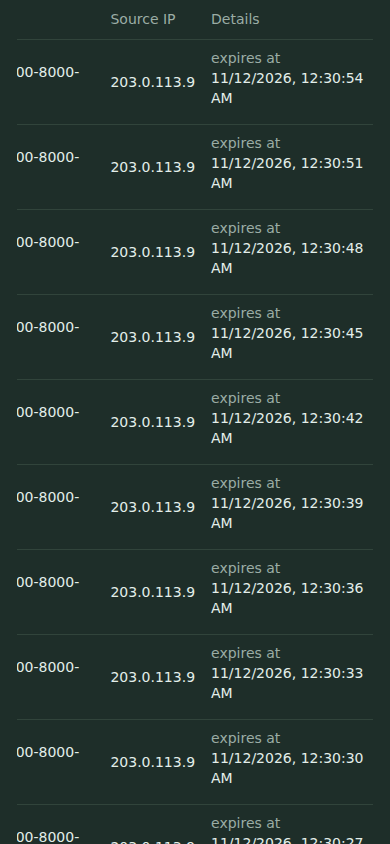 Source IP Details
expires at
00-8000- 203.0.113.9 11/12/2026, 12:30:54
AM
expires at
00-8000- 203.0.113.9 11/12/2026, 12:30:51
AM
expires at
00-8000- 203.0.113.9 11/12/2026, 12:30:48
AM
expires at
00-8000- 203.0.113.9 11/12/2026, 12:30:45
AM
expires at
00-8000- 203.0.113.9 11/12/2026, 12:30:42
AM
expires at
00-8000- 203.0.113.9 11/12/2026, 12:30:39
AM
expires at
00-8000- 203.0.113.9 11/12/2026, 12:30:36
AM
expires at
00-8000- 203.0.113.9 11/12/2026, 12:30:33
AM
expires at
00-8000- 203.0.113.9 11/12/2026, 12:30:30
AM
expires at
00-8000- 203.0.113.9 11/12/2026, 12:30:27